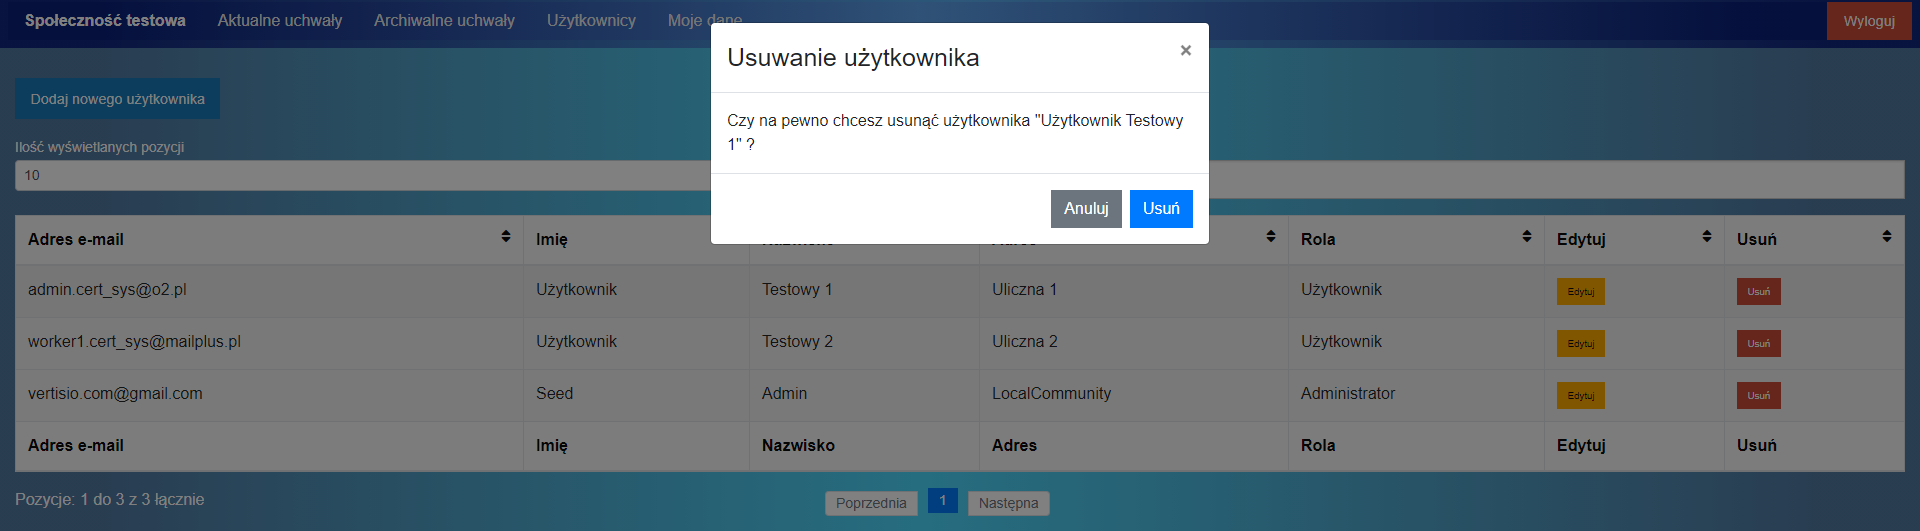 Społeczność testowa Aktualne uchwały Archiwalne uchwały Użytkownicy Moje dane Wyloguj
Usuwanie użytkownika ×
Czy na pewno chcesz usunąć użytkownika "Użytkownik Testowy
1" ?
Anuluj Usuń
Dodaj nowego użytkownika
Ilość wyświetlanych pozycji
10
Adres e-mail Imię Nazwisko Adres Rola Edytuj Usuń
admin.cert_sys@o2.pl Użytkownik Testowy 1 Uliczna 1 Użytkownik Edytuj Usuń
worker1.cert_sys@mailplus.pl Użytkownik Testowy 2 Uliczna 2 Użytkownik Edytuj Usuń
vertisio.com@gmail.com Seed Admin LocalCommunity Administrator Edytuj Usuń
Adres e-mail Imię Nazwisko Adres Rola Edytuj Usuń
Pozycje: 1 do 3 z 3 łącznie Poprzednia 1 Następna